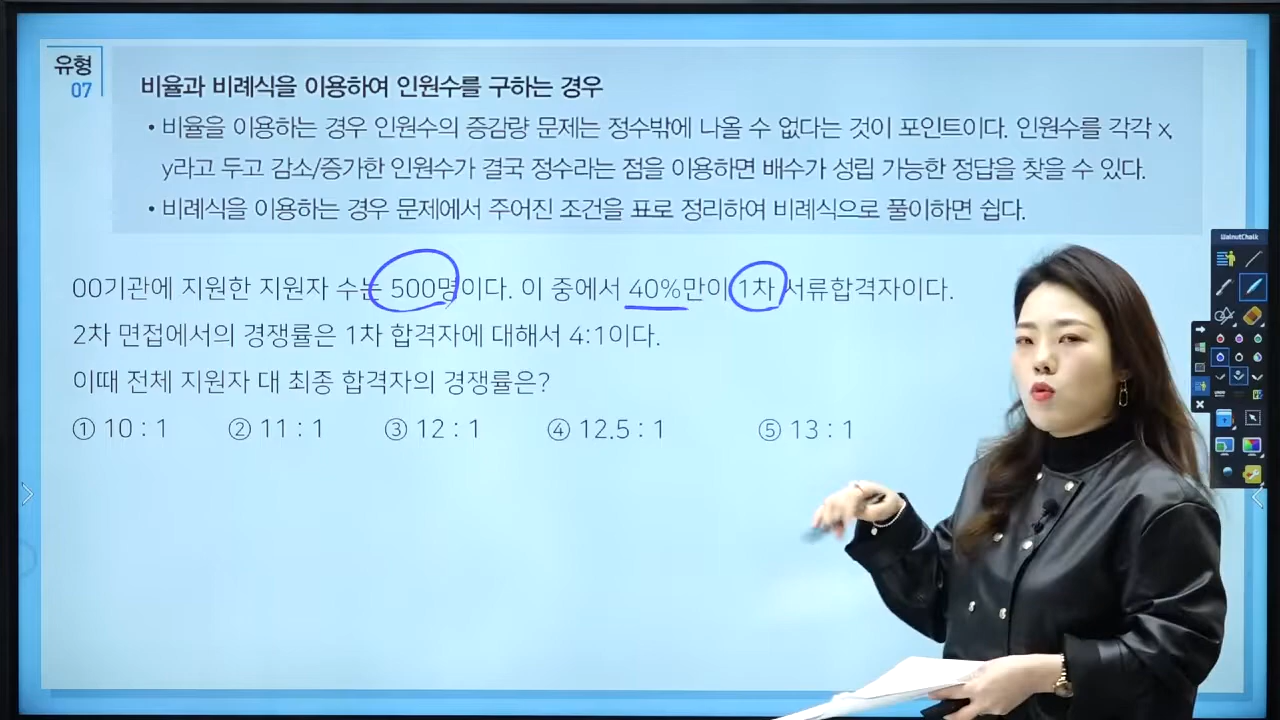 유형
07
비율과 비례식을 이용하여 인원수를 구하는 경우
• 비율을 이용하는 경우 인원수의 증감량 문제는 정수밖에 나올 수 없다는 것이 포인트이다. 인원수를 각각 x,
y라고 두고 감소/증가한 인원수가 결국 정수라는 점을 이용하면 배수가 성립 가능한 정답을 찾을 수 있다.
• 비례식을 이용하는 경우 문제에서 주어진 조건을 표로 정리하여 비례식으로 풀이하면 쉽다.
00기관에 지원한 지원자 수는 500명이다. 이 중에서 40%만이 1차 서류합격자이다.
2차 면접에서의 경쟁률은 1차 합격자에 대해서 4:1이다.
이때 전체 지원자 대 최종 합격자의 경쟁률은?
① 10 : 1 ② 11 : 1 ③ 12 : 1 ④ 12.5 : 1 ⑤ 13 : 1
WalnutChalk